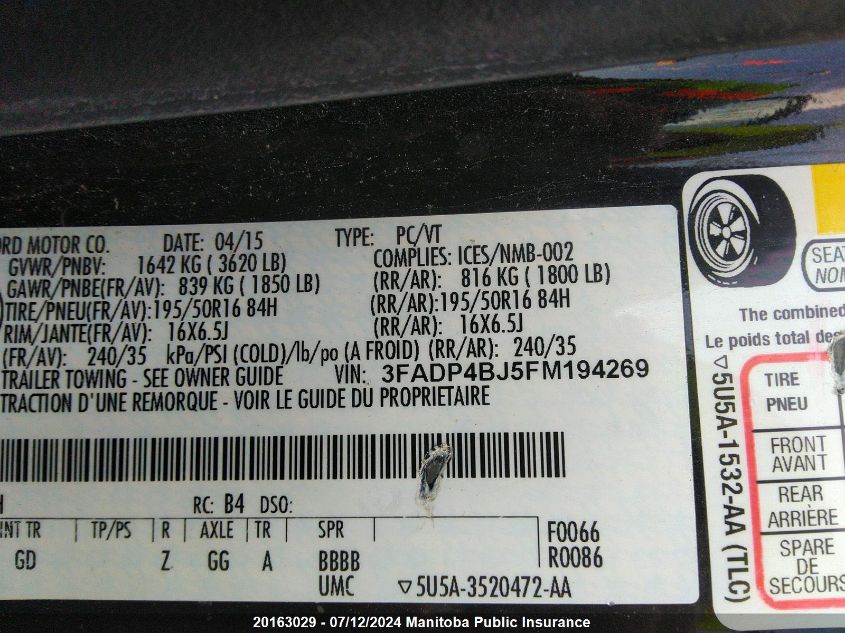 ORD MOTOR CO. DATE: 04/15 TYPE: PC/VT
GVWR/PNBV: 1642 KG ( 3620 LB) COMPLIES: ICES/NMB-002
GAWR/PNBE(FR/AV): 839 KG ( 1850 LB) (RR/AR): 816 KG ( 1800 LB)
TIRE/PNEU(FR/AV):195/50R16 84H (RR/AR): 195/50R16 84H
RIM/JANTE(FR/AV): 16X6.5J (RR/AR): 16X6.5J
(FR/AV): 240/35 kPa/PSI (COLD)/lb/po (A FROID) (RR/AR): 240/35
TRAILER TOWING - SEE OWNER GUIDE VIN: 3FADP4BJ5FM194269
TRACTION D'UNE REMORQUE - VOIR LE GUIDE DU PROPRIETAIRE
H RC: B4 DSO:
INT TR TP/PS R AXLE TR SPR F0066
GD Z GG A BBBB R0086
UMC ▽5U5A-3520472-AA
SEAT
NOM
The combined
Le poids total des
▽5U5A-1532-AA (TLC)
TIRE
PNEU
FRONT
AVANT
REAR
ARRIÈRE
SPARE
DE
SECOURS
20163029 - 07/12/2024 Manitoba Public Insurance